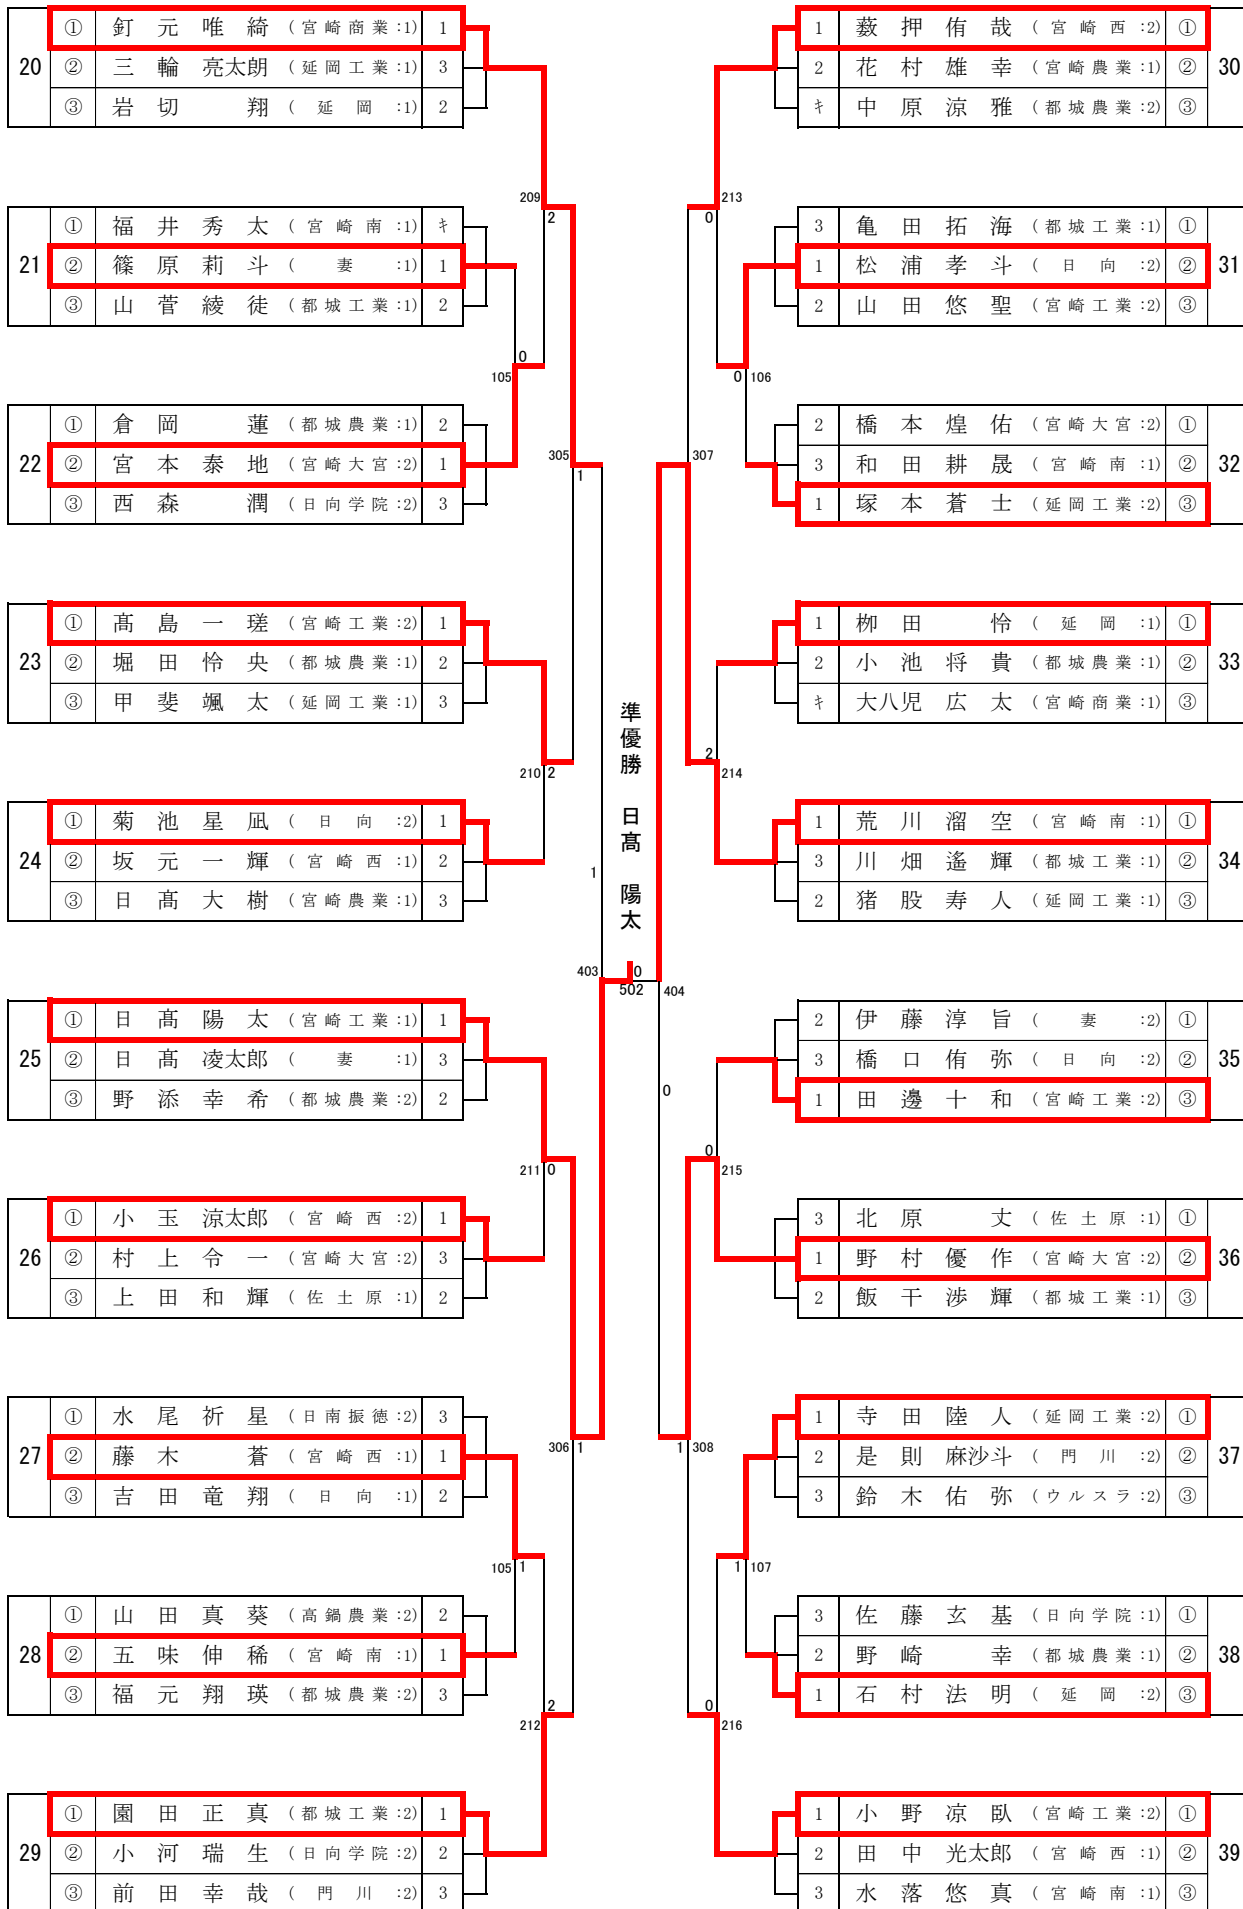 20
① 釘元唯綺 (宮崎商業:1) 1
② 三輪亮太朗 (延岡工業:1) 3
③ 岩切翔 (延岡:1) 2
21
① 福井秀太 (宮崎南:1) キ
② 篠原莉斗 (妻:1) 1
③ 山菅綾徒 (都城工業:1) 2
22
① 倉岡蓮 (都城農業:1) 2
② 宮本泰地 (宮崎大宮:2) 1
③ 西森潤 (日向学院:2) 3
23
① 髙島一瑳 (宮崎工業:2) 1
② 堀田怜央 (都城農業:1) 2
③ 甲斐颯太 (延岡工業:1) 3
24
① 菊池星凪 (日向:2) 1
② 坂元一輝 (宮崎西:1) 2
③ 日髙大樹 (宮崎農業:1) 3
25
① 日髙陽太 (宮崎工業:1) 1
② 日髙凌太郎 (妻:1) 3
③ 野添幸希 (都城農業:2) 2
26
① 小玉涼太郎 (宮崎西:2) 1
② 村上令一 (宮崎大宮:2) 3
③ 上田和輝 (佐土原:1) 2
27
① 水尾祈星 (日南振徳:2) 3
② 藤木蒼 (宮崎西:1) 1
③ 吉田竜翔 (日向:1) 2
28
① 山田真葵 (高鍋農業:2) 2
② 五味伸稀 (宮崎南:1) 1
③ 福元翔瑛 (都城農業:2) 3
29
① 園田正真 (都城工業:2) 1
② 小河瑞生 (日向学院:2) 2
③ 前田幸哉 (門川:2) 3
209
2
105
0
305
1
210
2
1
403
211
0
306
1
105
1
212
2
準優勝 日髙 陽太
0
502
213
0
0
106
307
2
214
404
0
0
215
1
308
1
107
0
216
1 薮押侑哉 (宮崎西:2) ①
2 花村雄幸 (宮崎農業:1) ②
キ 中原涼雅 (都城農業:2) ③
30
3 亀田拓海 (都城工業:1) ①
1 松浦孝斗 (日向:2) ②
2 山田悠聖 (宮崎工業:2) ③
31
2 橋本煌佑 (宮崎大宮:2) ①
3 和田耕晟 (宮崎南:1) ②
1 塚本蒼士 (延岡工業:2) ③
32
1 栁田怜 (延岡:1) ①
2 小池将貴 (都城農業:1) ②
キ 大八児広太 (宮崎商業:1) ③
33
1 荒川溜空 (宮崎南:1) ①
3 川畑遙輝 (都城工業:1) ②
2 猪股寿人 (延岡工業:1) ③
34
2 伊藤淳旨 (妻:2) ①
3 橋口侑弥 (日向:2) ②
1 田邊十和 (宮崎工業:2) ③
35
3 北原丈 (佐土原:1) ①
1 野村優作 (宮崎大宮:2) ②
2 飯干渉輝 (都城工業:1) ③
36
1 寺田陸人 (延岡工業:2) ①
2 是則麻沙斗 (門川:2) ②
3 鈴木佑弥 (ウルスラ:2) ③
37
3 佐藤玄基 (日向学院:1) ①
2 野崎幸 (都城農業:1) ②
1 石村法明 (延岡:2) ③
38
1 小野凉臥 (宮崎工業:2) ①
2 田中光太郎 (宮崎西:1) ②
3 水落悠真 (宮崎南:1) ③
39